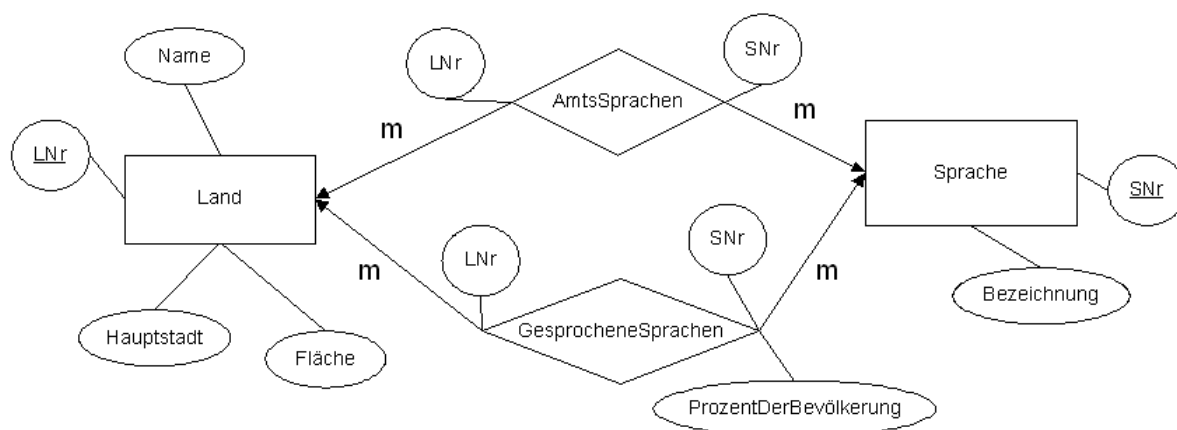 Name
LNr
SNr
AmtsSprachen
m
m
LNr
Land
Sprache
SNr
SNr
LNr
m
m
Bezeichnung
GesprocheneSprachen
Hauptstadt
Fläche
ProzentDerBevölkerung